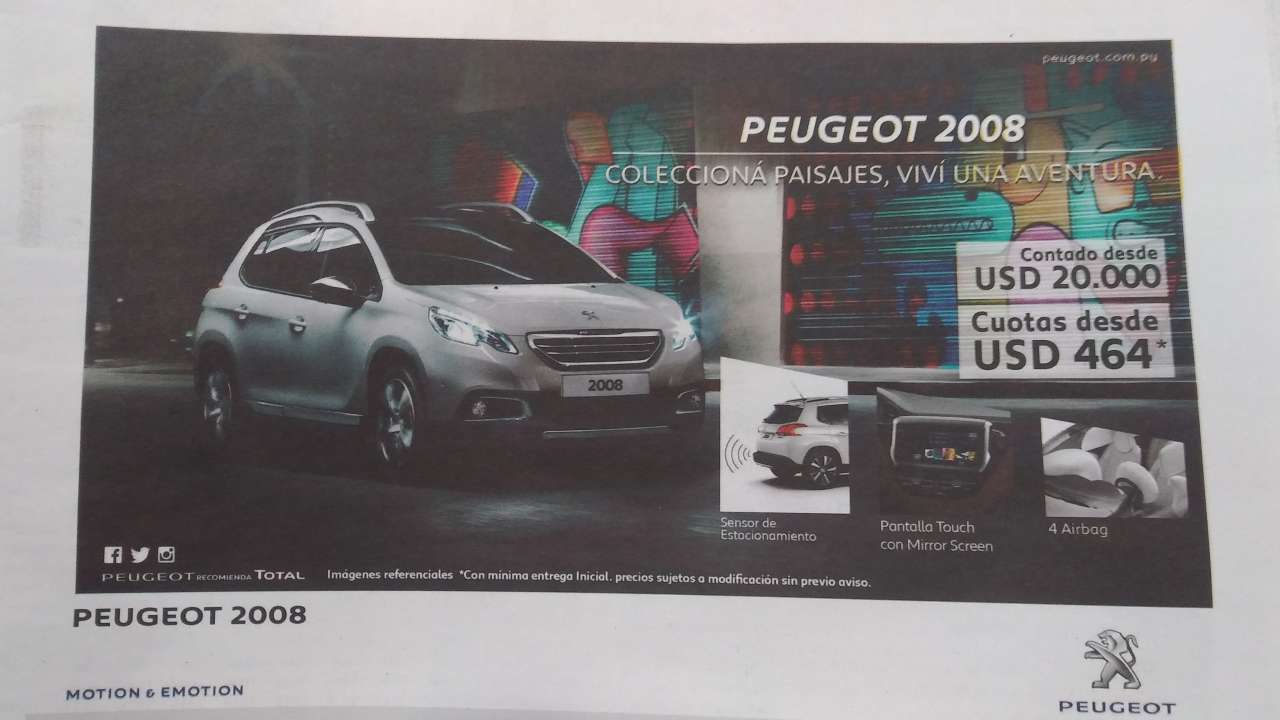 peugeot.com.py
PEUGEOT 2008
COLECCIONÁ PAISAJES, VIVÍ UNA AVENTURA.
Contado desde
USD 20.000
Cuotas desde
USD 464*
2008
Sensor de
Estacionamiento
Pantalla Touch
con Mirror Screen
4 Airbag
PEUGEOT RECOMIENDA TOTAL
Imágenes referenciales *Con mínima entrega Inicial. precios sujetos a modificación sin previo aviso.
PEUGEOT 2008
MOTION & EMOTION
PEUGEOT